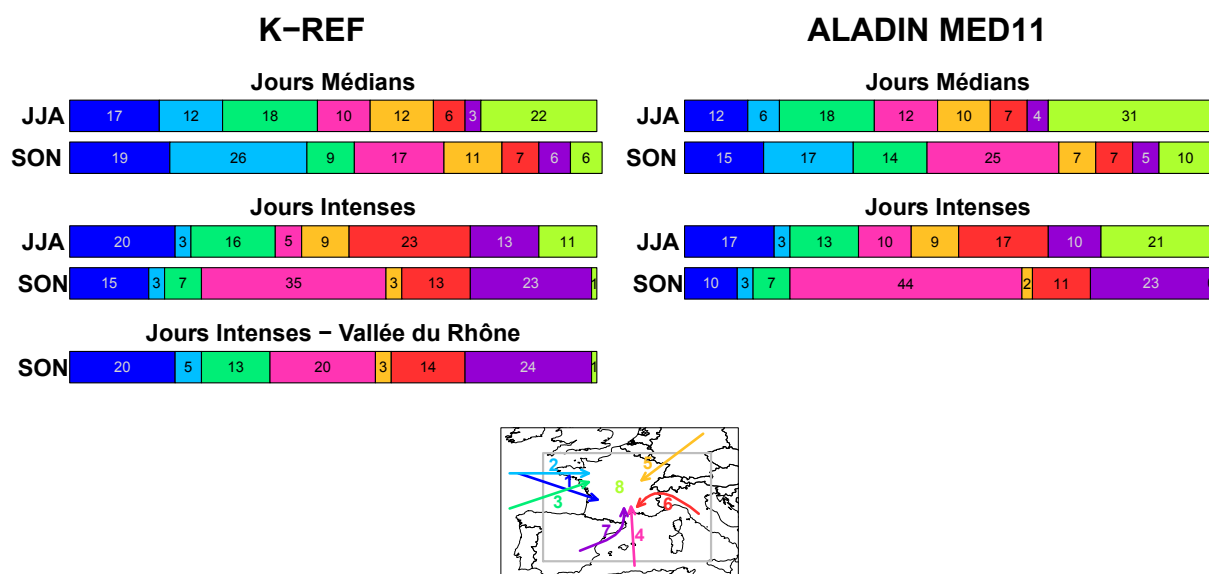 K−REF ALADIN MED11
Jours Médians Jours Médians
JJA 17 12 18 10 12 6 3 22 JJA 12 6 18 12 10 7 4 31
SON 19 26 9 17 11 7 6 6 SON 15 17 14 25 7 7 5 10
Jours Intenses Jours Intenses
JJA 20 3 16 5 9 23 13 11 JJA 17 3 13 10 9 17 10 21
SON 15 3 7 35 3 13 23 1 SON 10 3 7 44 2 11 23
Jours Intenses − Vallée du Rhône
SON 20 5 13 20 3 14 24 1
2 5
1 8
3 6
7 4